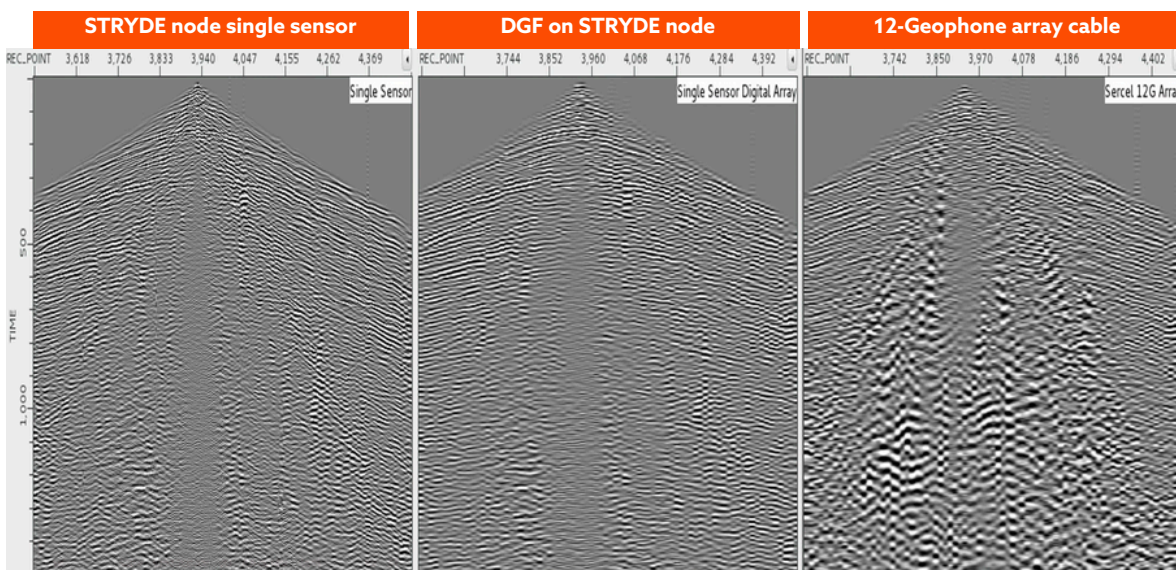 STRYDE node single sensor
DGF on STRYDE node
12-Geophone array cable
REC_POINT 3,618 3,726 3,833 3,940 4,047 4,155 4,262 4,369
REC_POINT 3,744 3,852 3,960 4,068 4,176 4,284 4,392
REC_POINT 3,742 3,850 3,970 4,078 4,186 4,294 4,402
Single Sensor
Single Sensor Digital Array
Sercel 12G Arra
500
TIME
1,000